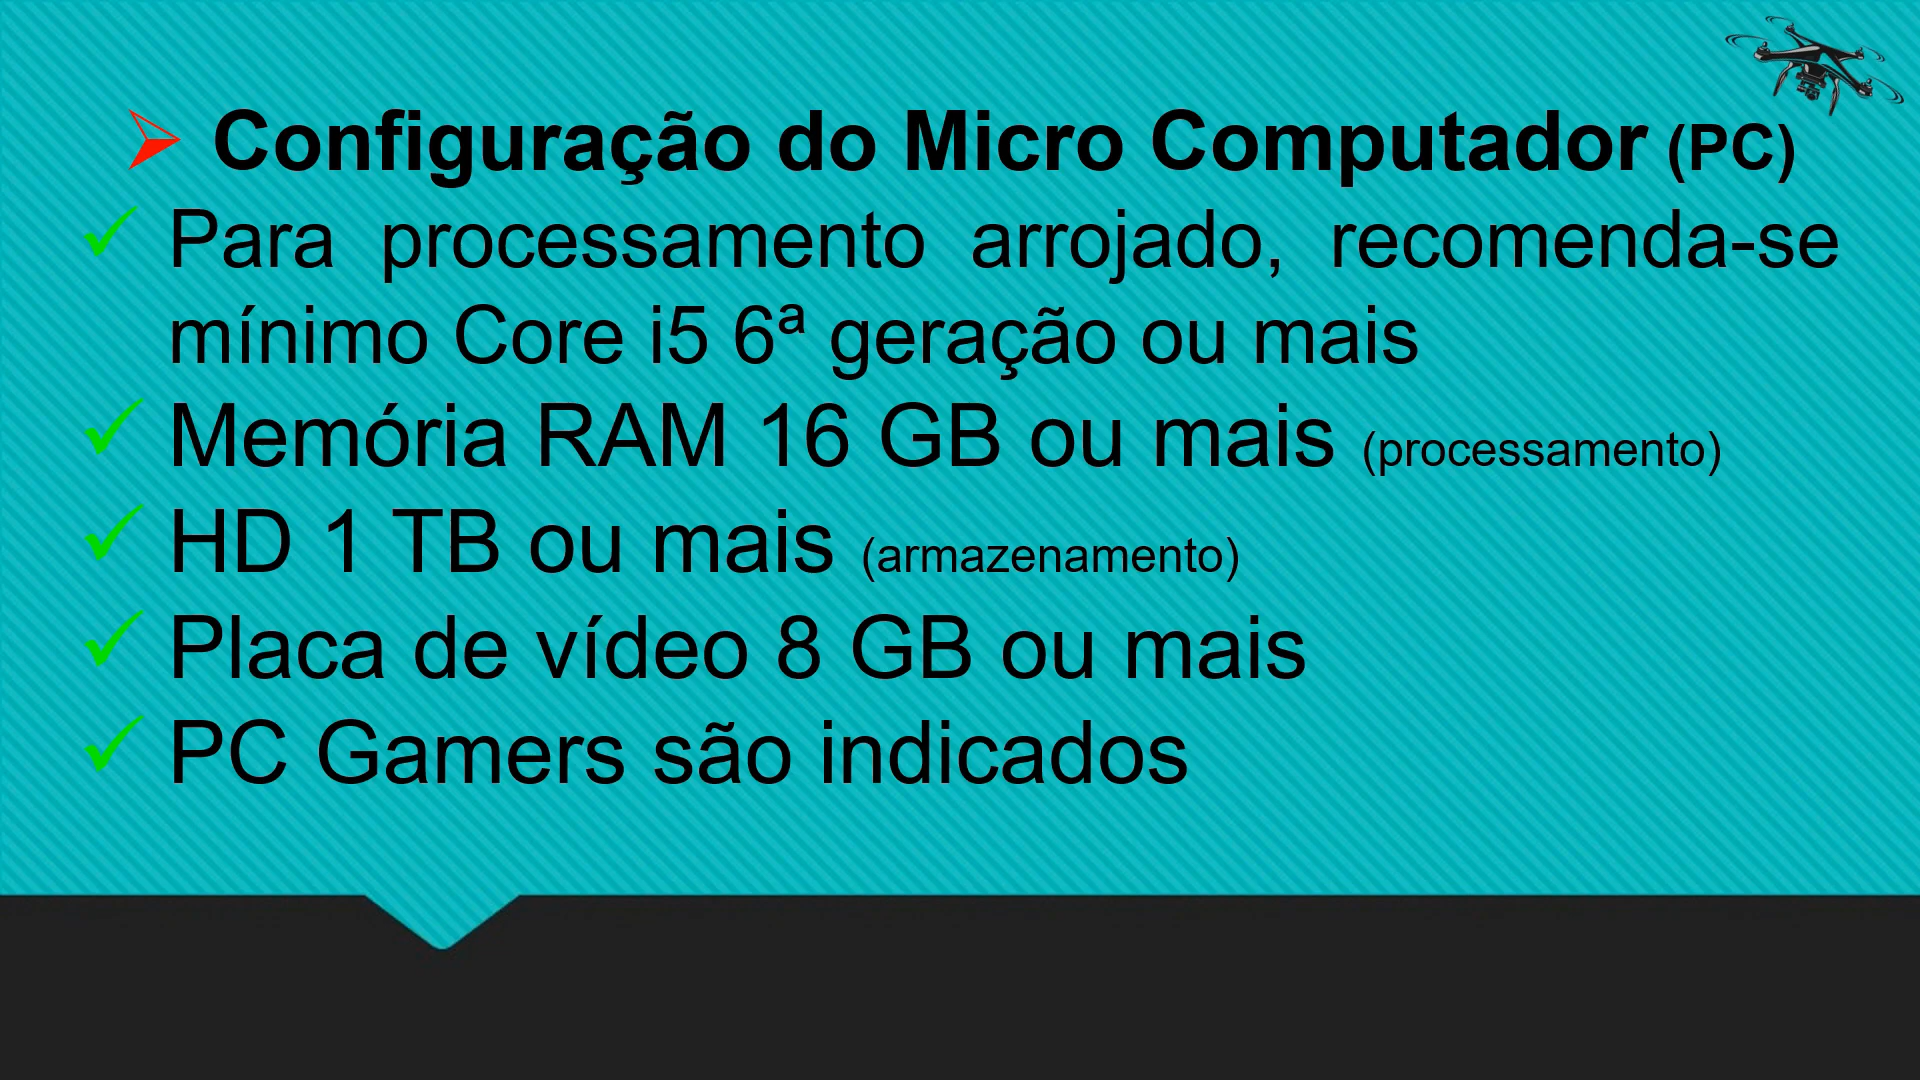 Configuração do Micro Computador (PC)
Para processamento arrojado, recomenda-se
mínimo Core i5 6ª geração ou mais
Memória RAM 16 GB ou mais (processamento)
HD 1 TB ou mais (armazenamento)
Placa de vídeo 8 GB ou mais
PC Gamers são indicados